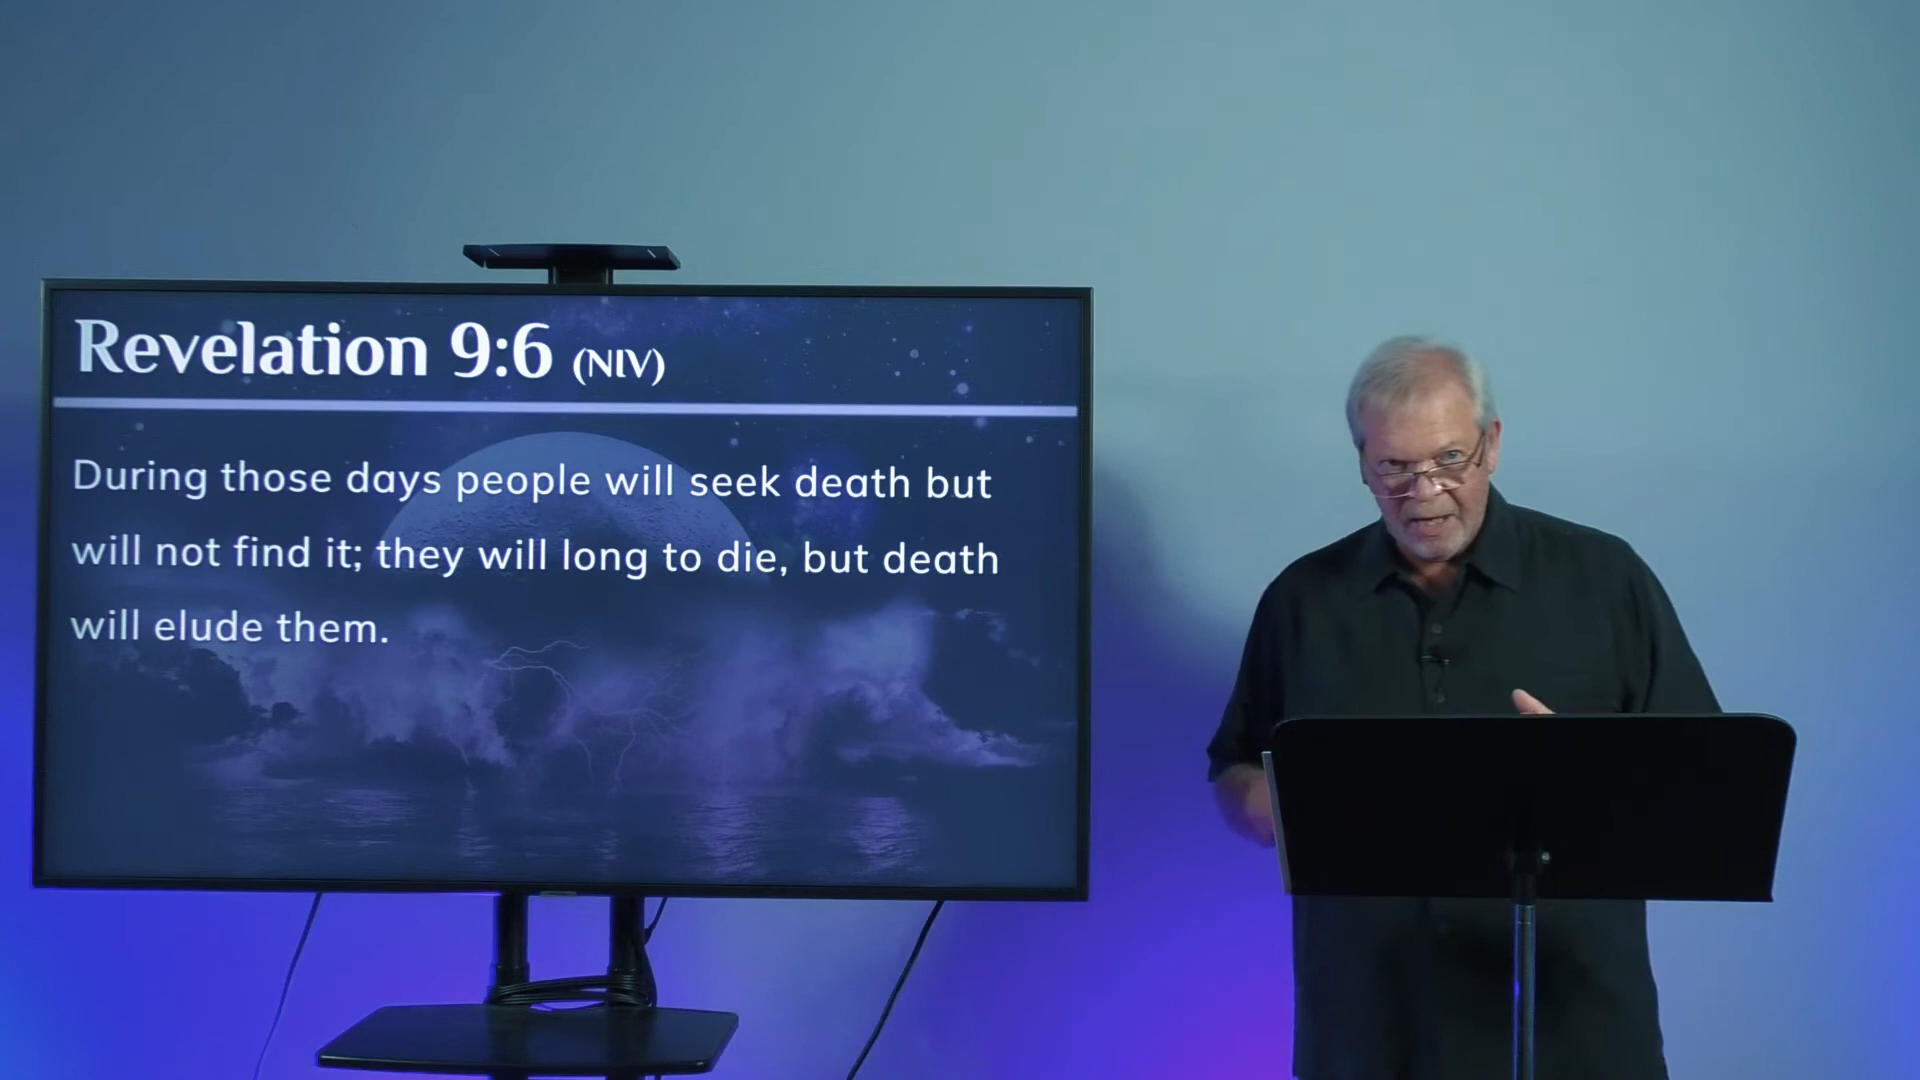 Revelation 9:6 (NIV)
During those days people will seek death but
will not find it; they will long to die, but death
will elude them.